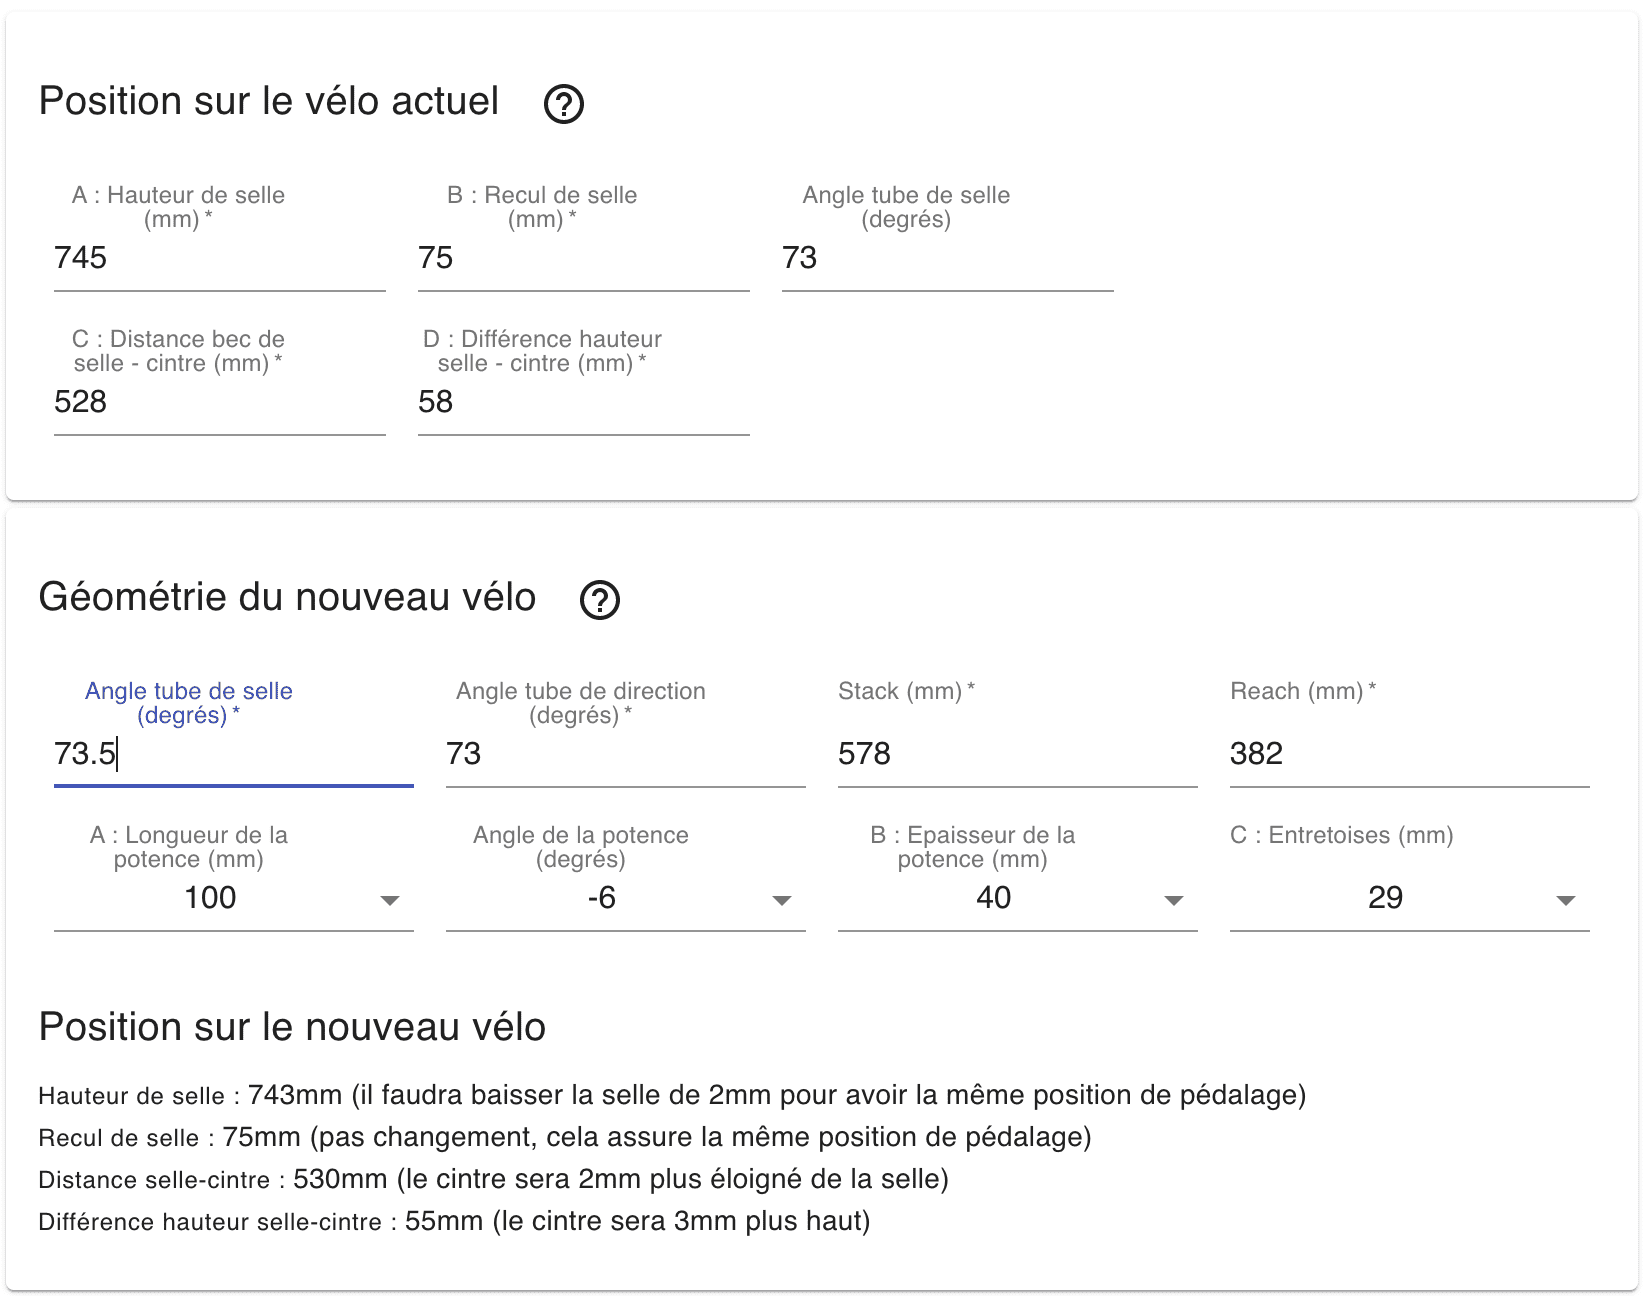 Position sur le vélo actuel ?
A : Hauteur de selle (mm) *
B : Recul de selle (mm) *
Angle tube de selle (degrés)
745
75
73
C : Distance bec de selle - cintre (mm) *
D : Différence hauteur selle - cintre (mm) *
528
58
Géométrie du nouveau vélo ?
Angle tube de selle (degrés) *
Angle tube de direction (degrés) *
Stack (mm) *
Reach (mm) *
73.5
73
578
382
A : Longueur de la potence (mm)
Angle de la potence (degrés)
B : Epaisseur de la potence (mm)
C : Entretoises (mm)
100
-6
40
29
Position sur le nouveau vélo
Hauteur de selle : 743mm (il faudra baisser la selle de 2mm pour avoir la même position de pédalage)
Recul de selle : 75mm (pas changement, cela assure la même position de pédalage)
Distance selle-cintre : 530mm (le cintre sera 2mm plus éloigné de la selle)
Différence hauteur selle-cintre : 55mm (le cintre sera 3mm plus haut)